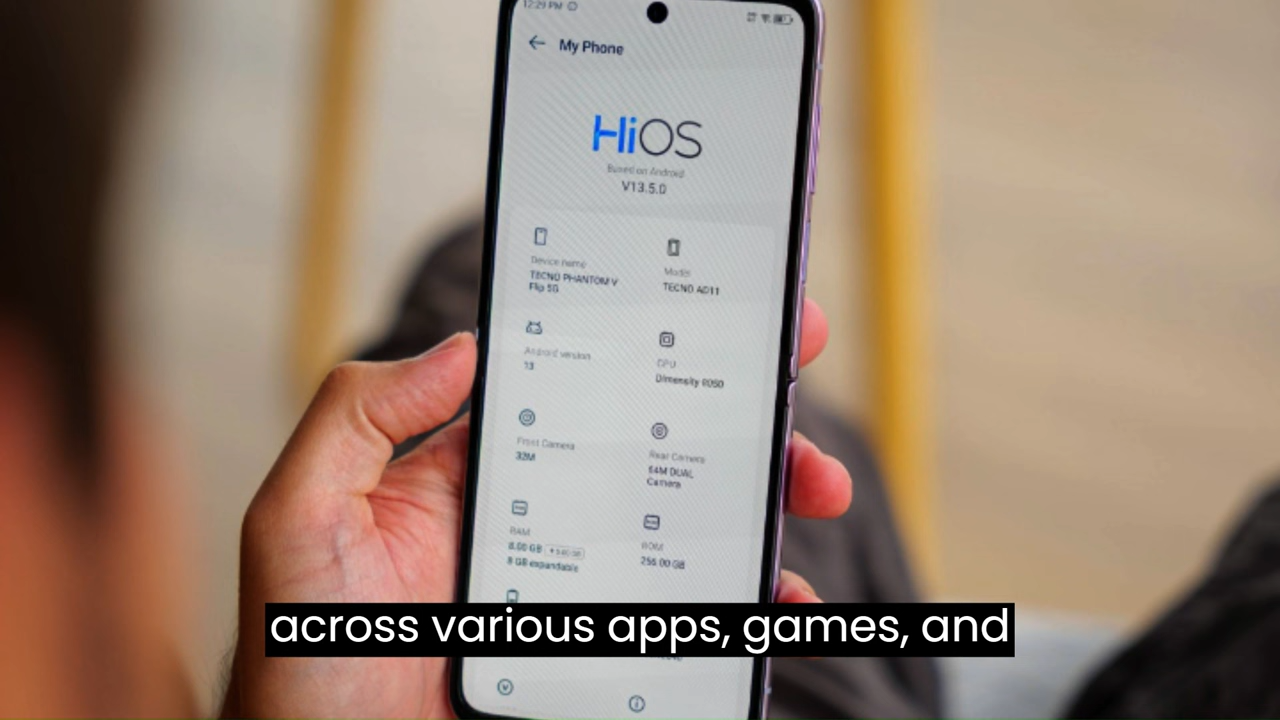 12:29 PM
My Phone
HiOS
Based on Android
V13.5.0
Device name
TECNO PHANTOM V
Flip 5G
Model
TECNO AD11
Android version
13
CPU
Dimensity 8050
Front Camera
32M
Rear Camera
64M DUAL
Camera
RAM
8.00 GB
8 GB expandable
ROM
256.00 GB
across various apps, games, and